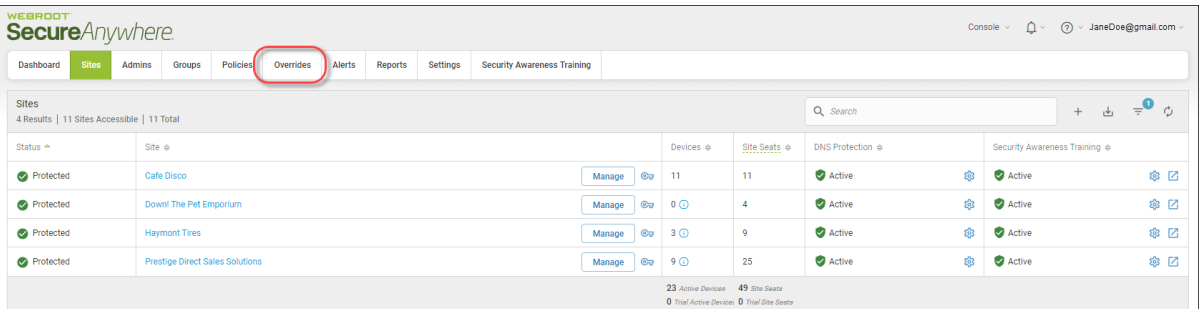 WEBROOT
SecureAnywhere.
Console JaneDoe@gmail.com
Dashboard Sites Admins Groups Policies Overrides Alerts Reports Settings Security Awareness Training
Sites
4 Results | 11 Sites Accessible | 11 Total
Search
1
Status Site Devices Site Seats DNS Protection Security Awareness Training
Protected Cafe Disco Manage 11 11 Active Active
Protected Down! The Pet Emporium Manage 0 4 Active Active
Protected Haymont Tires Manage 3 9 Active Active
Protected Prestige Direct Sales Solutions Manage 9 25 Active Active
23 Active Devices 49 Site Seats
0 Trial Active Devices 0 Trial Site Seats